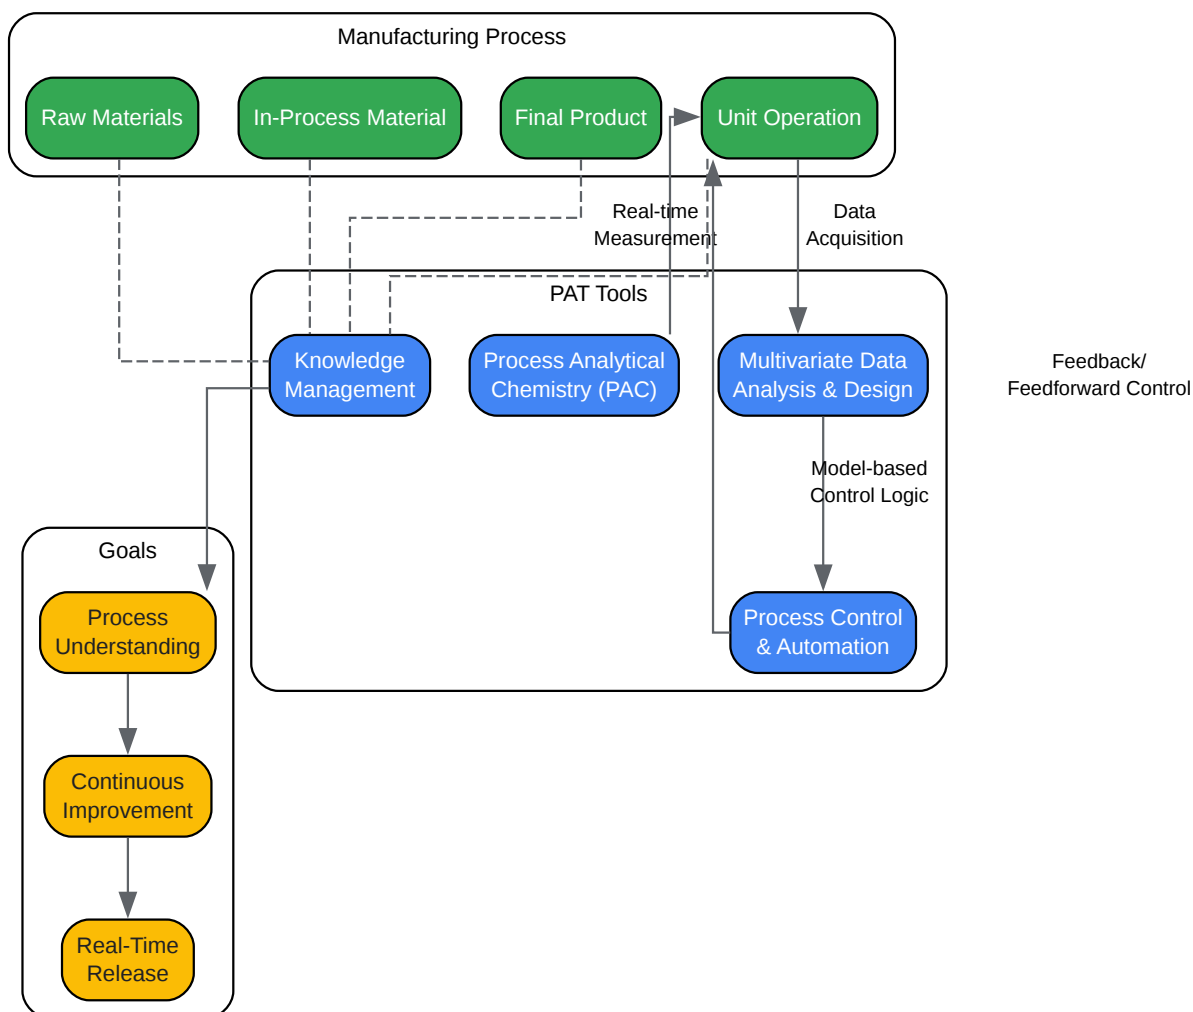 Manufacturing Process
Raw Materials
In-Process Material
Final Product
Unit Operation
Real-time
Measurement
Data
Acquisition
PAT Tools
Knowledge
Management
Process Analytical
Chemistry (PAC)
Multivariate Data
Analysis & Design
Feedback/
Feedforward Control
Model-based
Control Logic
Goals
Process
Understanding
Process Control
& Automation
Continuous
Improvement
Real-Time
Release